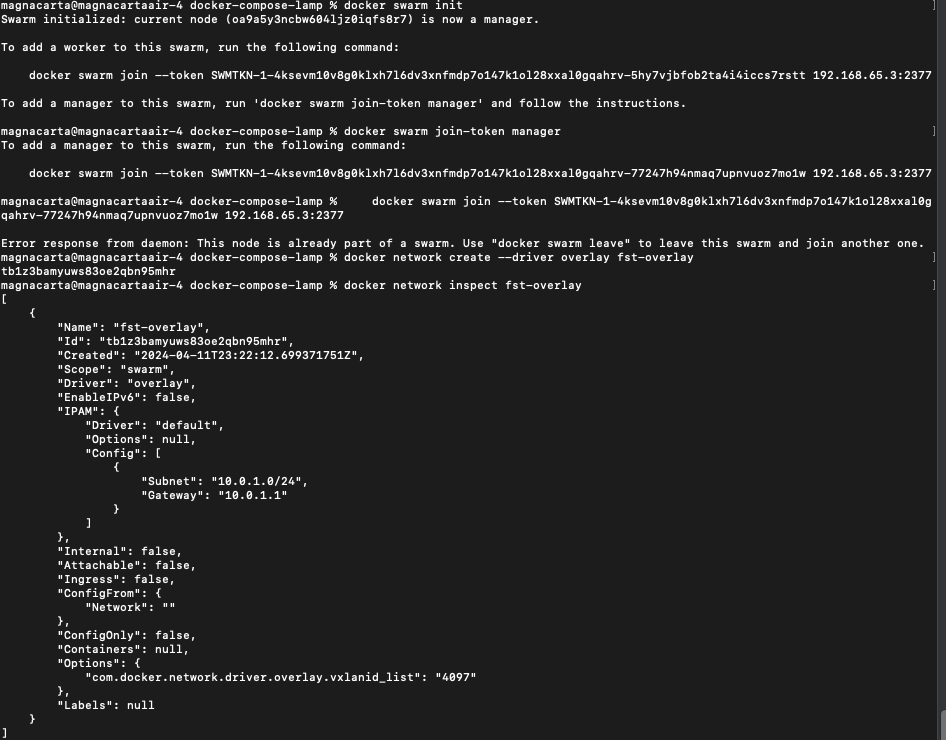 magnacarta@magnacartaair-4 docker-compose-lamp % docker swarm init
Swarm initialized: current node (oa9a5y3ncbw604ljz0iqfs8r7) is now a manager.
To add a worker to this swarm, run the following command:
docker swarm join --token SWMTKN-1-4ksevm10v8g0klxh7l6dv3xnfmdp7o147k1ol28xxal0gqahrv-5hy7vjbfob2ta4i4iccs7rstt 192.168.65.3:2377
To add a manager to this swarm, run 'docker swarm join-token manager' and follow the instructions.
magnacarta@magnacartaair-4 docker-compose-lamp % docker swarm join-token manager
To add a manager to this swarm, run the following command:
docker swarm join --token SWMTKN-1-4ksevm10v8g0klxh7l6dv3xnfmdp7o147k1ol28xxal0gqahrv-77247h94nmaq7upnvuoz7mo1w 192.168.65.3:2377
magnacarta@magnacartaair-4 docker-compose-lamp %     docker swarm join --token SWMTKN-1-4ksevm10v8g0klxh7l6dv3xnfmdp7o147k1ol28xxal0g
qahrv-77247h94nmaq7upnvuoz7mo1w 192.168.65.3:2377
Error response from daemon: This node is already part of a swarm. Use "docker swarm leave" to leave this swarm and join another one.
magnacarta@magnacartaair-4 docker-compose-lamp % docker network create --driver overlay fst-overlay
tb1z3bamyuws83oe2qbn95mhr
magnacarta@magnacartaair-4 docker-compose-lamp % docker network inspect fst-overlay
[
{
"Name": "fst-overlay",
"Id": "tb1z3bamyuws83oe2qbn95mhr",
"Created": "2024-04-11T23:22:12.699371751Z",
"Scope": "swarm",
"Driver": "overlay",
"EnableIPv6": false,
"IPAM": {
"Driver": "default",
"Options": null,
"Config": [
{
"Subnet": "10.0.1.0/24",
"Gateway": "10.0.1.1"
}
]
},
"Internal": false,
"Attachable": false,
"Ingress": false,
"ConfigFrom": {
"Network": ""
},
"ConfigOnly": false,
"Containers": null,
"Options": {
"com.docker.network.driver.overlay.vxlanid_list": "4097"
},
"Labels": null
}
]